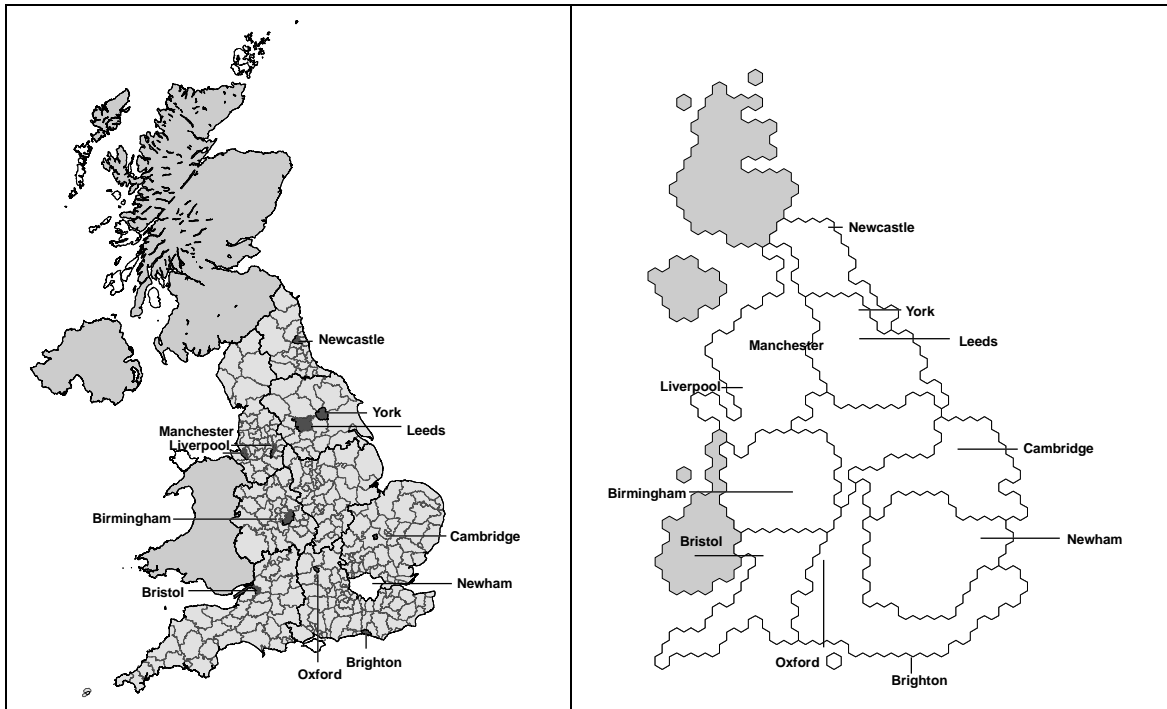 Newcastle
York
Leeds
Manchester
Liverpool
Birmingham
Cambridge
Newham
Bristol
Brighton
Oxford
Newcastle
York
Manchester
Leeds
Liverpool
Cambridge
Birmingham
Newham
Bristol
Oxford
Brighton